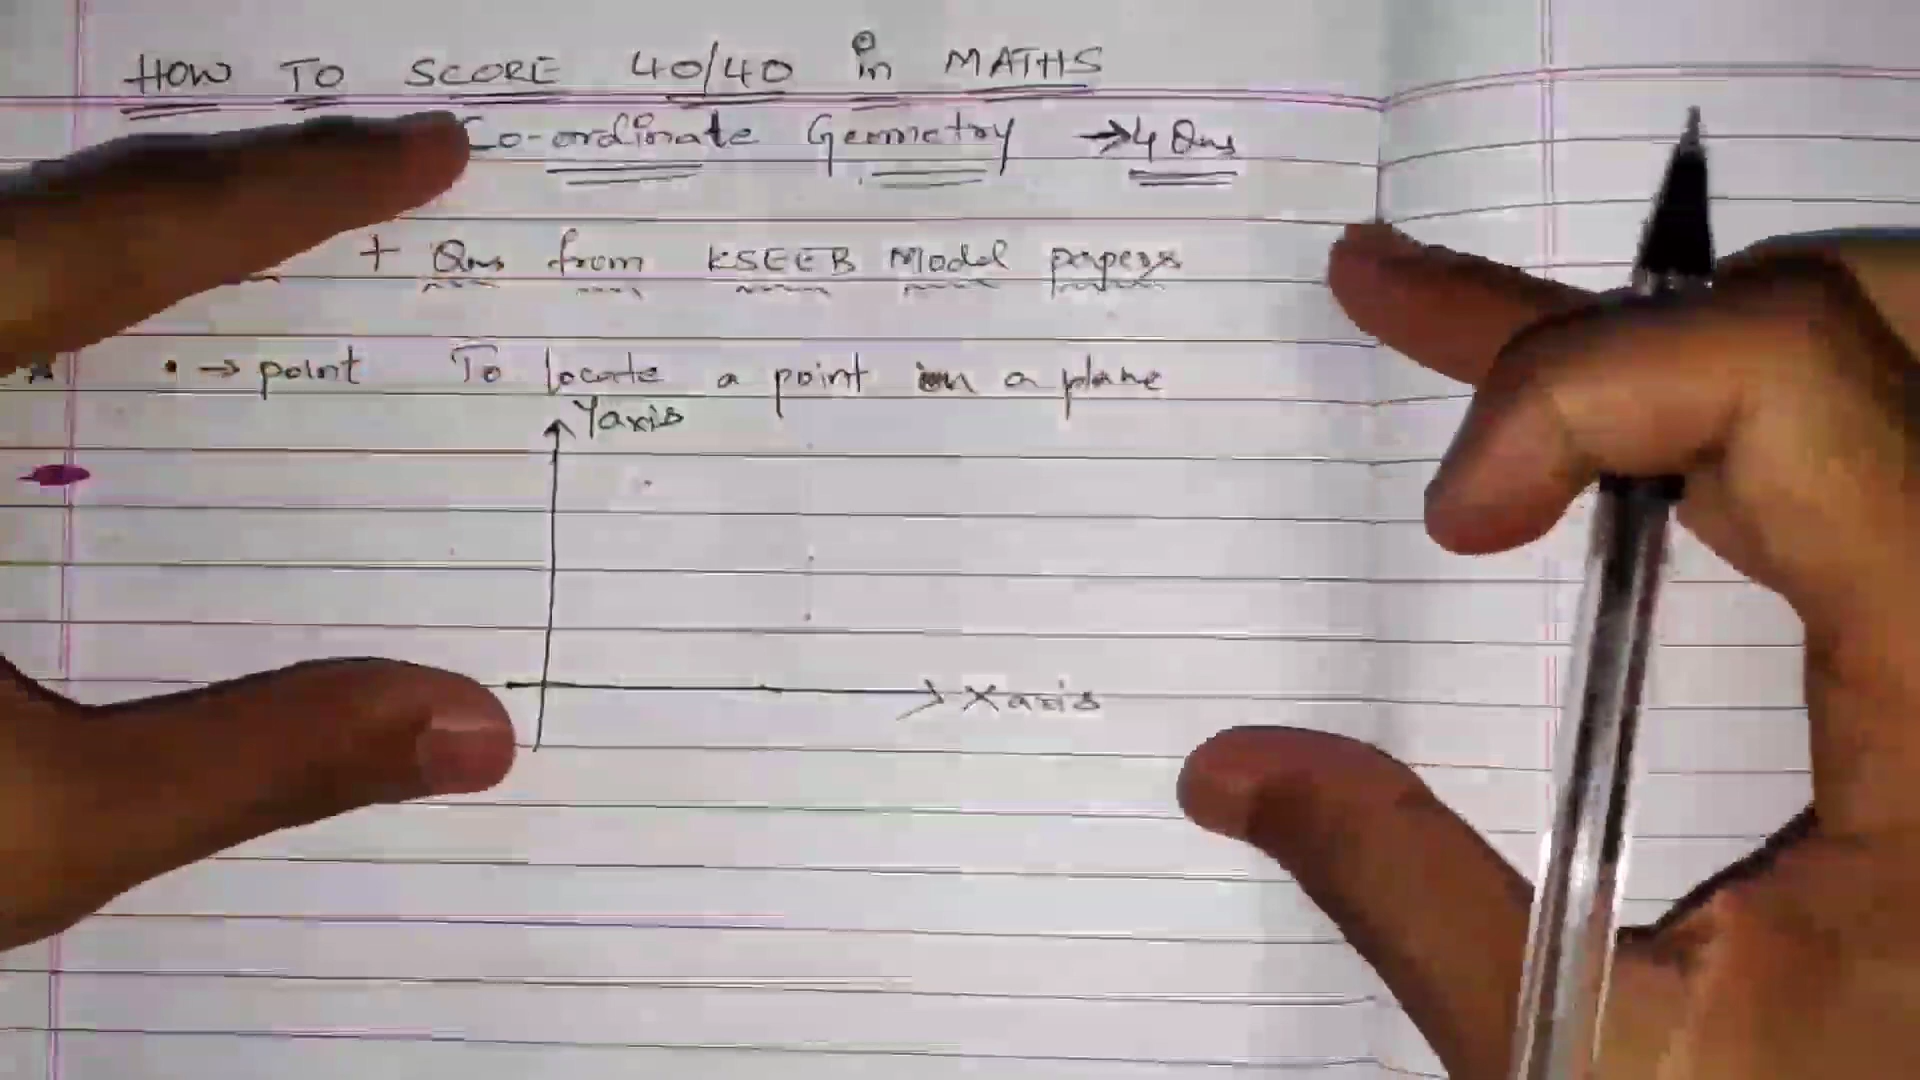 HOW TO SCORE 40/40 in MATHS
Co-ordinate Geometry → 4 Qns
+ Qns from KSEEB Model papers
• → point To locate a point in a plane
Y axis
X axis